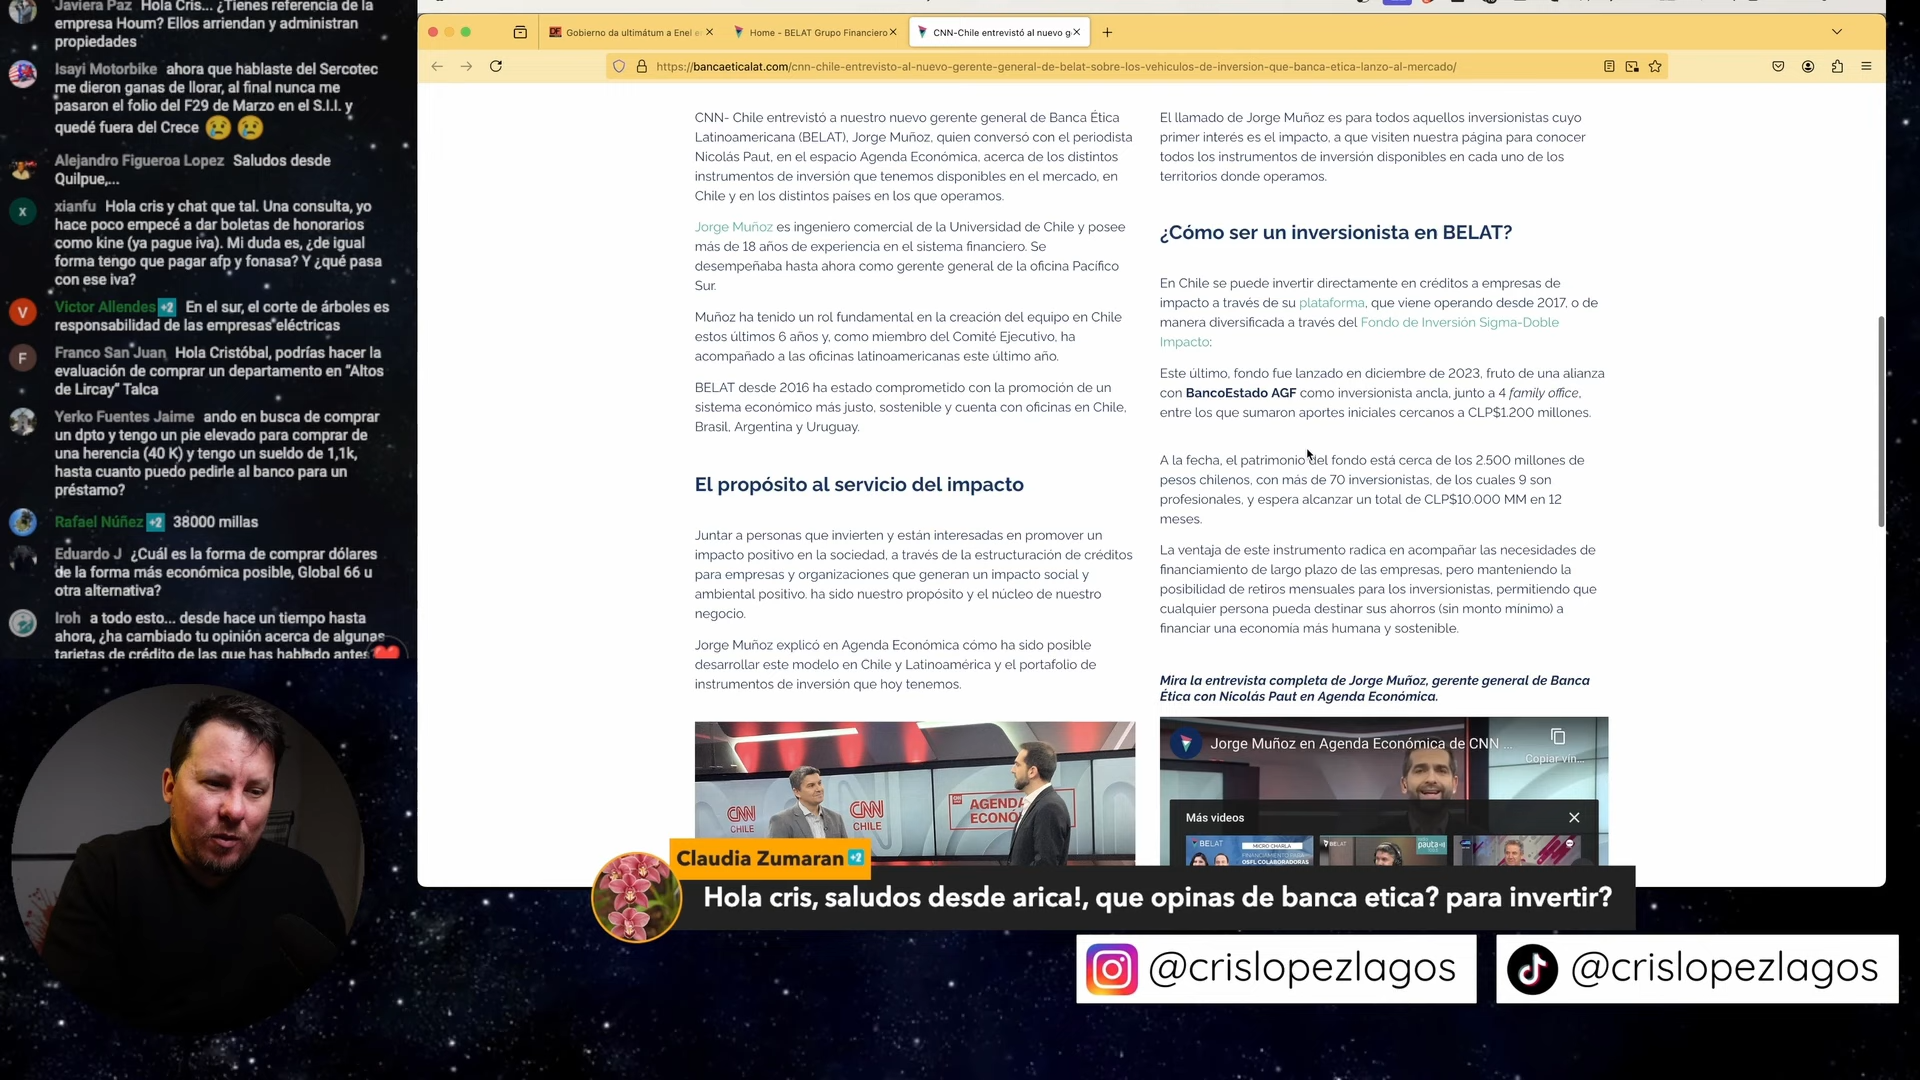 Javiera Paz Hola Cris... ¿Tienes referencia de la
empresa Houm? Ellos arriendan y administran
propiedades
Isayi Motorbike ahora que hablaste del Sercotec
me dieron ganas de llorar, al final nunca me
pasaron el folio del F29 de Marzo en el S.I.I. y
quedé fuera del Crece
Alejandro Figueroa Lopez Saludos desde
Quilpue,...
x
xianfu Hola cris y chat que tal. Una consulta, yo
hace poco empecé a dar boletas de honorarios
como kine (ya pague iva). Mi duda es, ¿de igual
forma tengo que pagar afp y fonasa? Y ¿qué pasa
con ese iva?
V
Victor Allendes +2 En el sur, el corte de árboles es
responsabilidad de las empresas eléctricas
F
Franco San Juan Hola Cristóbal, podrías hacer la
evaluación de comprar un departamento en "Altos
de Lircay" Talca
Yerko Fuentes Jaime ando en busca de comprar
un dpto y tengo un pie elevado para comprar de
una herencia (40 K) y tengo un sueldo de 1,1k,
hasta cuanto puedo pedirle al banco para un
préstamo?
Rafael Núñez +2 38000 millas
Eduardo J ¿Cuál es la forma de comprar dólares
de la forma más económica posible, Global 66 u
otra alternativa?
Iroh a todo esto... desde hace un tiempo hasta
ahora, ¿ha cambiado tu opinión acerca de algunas
tarjetas de crédito de las que has hablado antes
DF Gobierno da ultimátum a Enel e
Home - BELAT Grupo Financiero
CNN-Chile entrevistó al nuevo g
https://bancaeticalat.com/cnn-chile-entrevisto-al-nuevo-gerente-general-de-belat-sobre-los-vehiculos-de-inversion-que-banca-etica-lanzo-al-mercado/
CNN- Chile entrevistó a nuestro nuevo gerente general de Banca Ética
Latinoamericana (BELAT), Jorge Muñoz, quien conversó con el periodista
Nicolás Paut, en el espacio Agenda Económica, acerca de los distintos
instrumentos de inversión que tenemos disponibles en el mercado, en
Chile y en los distintos países en los que operamos.
Jorge Muñoz es ingeniero comercial de la Universidad de Chile y posee
más de 18 años de experiencia en el sistema financiero. Se
desempeñaba hasta ahora como gerente general de la oficina Pacífico
Sur.
Muñoz ha tenido un rol fundamental en la creación del equipo en Chile
estos últimos 6 años y, como miembro del Comité Ejecutivo, ha
acompañado a las oficinas latinoamericanas este último año.
BELAT desde 2016 ha estado comprometido con la promoción de un
sistema económico más justo, sostenible y cuenta con oficinas en Chile,
Brasil, Argentina y Uruguay.
El propósito al servicio del impacto
Juntar a personas que invierten y están interesadas en promover un
impacto positivo en la sociedad, a través de la estructuración de créditos
para empresas y organizaciones que generan un impacto social y
ambiental positivo. ha sido nuestro propósito y el núcleo de nuestro
negocio.
Jorge Muñoz explicó en Agenda Económica cómo ha sido posible
desarrollar este modelo en Chile y Latinoamérica y el portafolio de
instrumentos de inversión que hoy tenemos.
CNN
CHILE
CNN
CHILE
AGENDA
ECONÓ
El llamado de Jorge Muñoz es para todos aquellos inversionistas cuyo
primer interés es el impacto, a que visiten nuestra página para conocer
todos los instrumentos de inversión disponibles en cada uno de los
territorios donde operamos.
¿Cómo ser un inversionista en BELAT?
En Chile se puede invertir directamente en créditos a empresas de
impacto a través de su plataforma, que viene operando desde 2017, o de
manera diversificada a través del Fondo de Inversión Sigma-Doble
Impacto:
Este último, fondo fue lanzado en diciembre de 2023, fruto de una alianza
con BancoEstado AGF como inversionista ancla, junto a 4 family office,
entre los que sumaron aportes iniciales cercanos a CLP$1.200 millones.
A la fecha, el patrimonio del fondo está cerca de los 2.500 millones de
pesos chilenos, con más de 70 inversionistas, de los cuales 9 son
profesionales, y espera alcanzar un total de CLP$10.000 MM en 12
meses.
La ventaja de este instrumento radica en acompañar las necesidades de
financiamiento de largo plazo de las empresas, pero manteniendo la
posibilidad de retiros mensuales para los inversionistas, permitiendo que
cualquier persona pueda destinar sus ahorros (sin monto mínimo) a
financiar una economía más humana y sostenible.
Mira la entrevista completa de Jorge Muñoz, gerente general de Banca
Ética con Nicolás Paut en Agenda Económica.
Jorge Muñoz en Agenda Económica de CNN ...
Copiar vin...
Más videos
BELAT
MICRO CHARLA
FINANCIAMIENTO PARA
OSFL COLABORADORAS
BELAT
pauta
Claudia Zumaran +2
Hola cris, saludos desde arica!, que opinas de banca etica? para invertir?
@crislopezlagos
@crislopezlagos